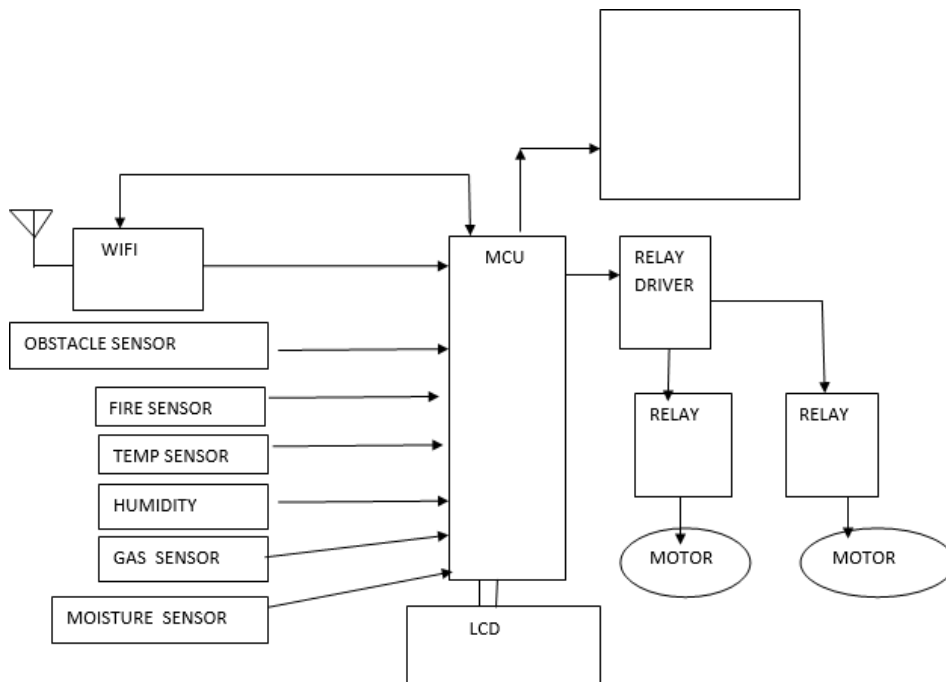 WIFI
MCU
RELAY
DRIVER
OBSTACLE SENSOR
FIRE SENSOR
RELAY
RELAY
TEMP SENSOR
HUMIDITY
GAS  SENSOR
MOTOR
MOTOR
MOISTURE  SENSOR
LCD